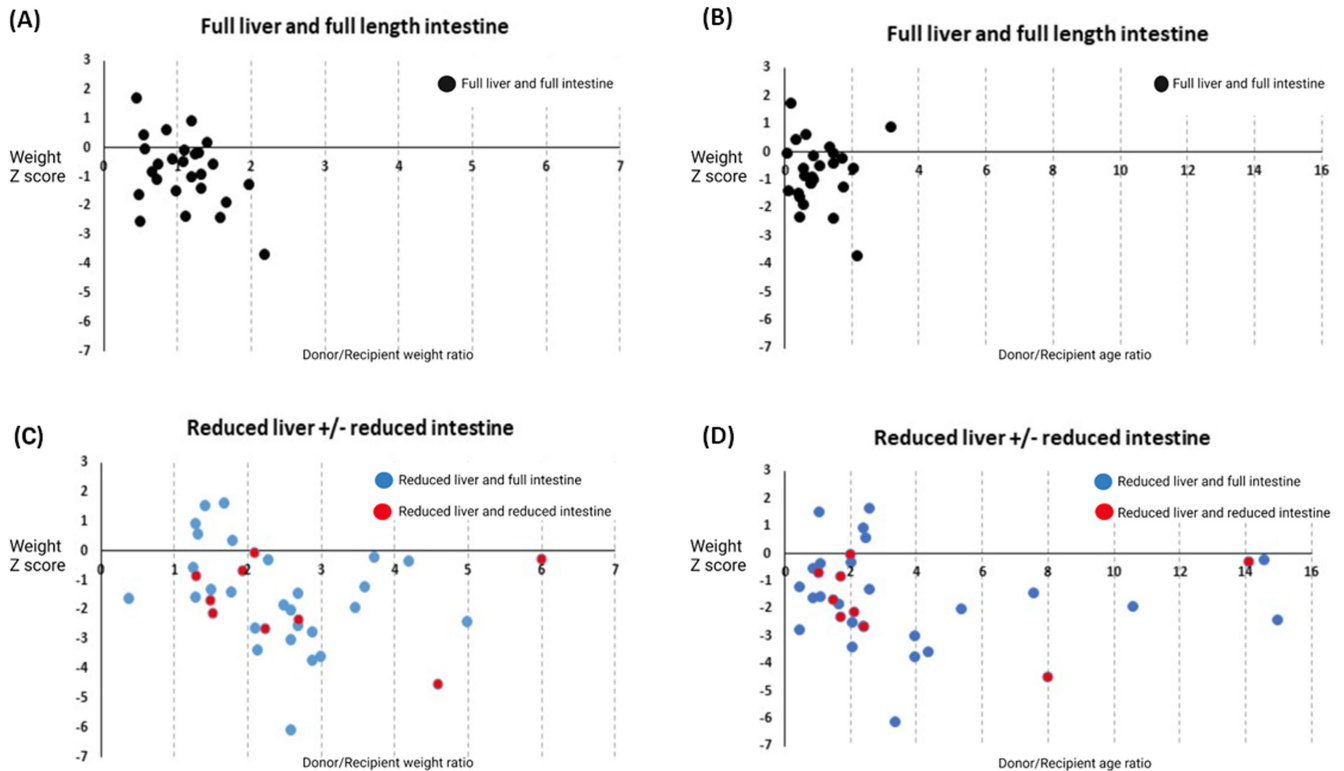 (A)
Full liver and full length intestine
3
2
1
0
-1
-2
-3
-4
-5
-6
-7
Weight
Z score
Full liver and full intestine
0 1 2 3 4 5 6 7
Donor/Recipient weight ratio
(B)
Full liver and full length intestine
3
2
1
0
-1
-2
-3
-4
-5
-6
-7
Weight
Z score
Full liver and full intestine
0 2 4 6 8 10 12 14 16
Donor/Recipient age ratio
(C)
Reduced liver +/- reduced intestine
3
2
1
0
-1
-2
-3
-4
-5
-6
-7
Weight
Z score
Reduced liver and full intestine
Reduced liver and reduced intestine
0 1 2 3 4 5 6 7
Donor/Recipient weight ratio
(D)
Reduced liver +/- reduced intestine
3
2
1
0
-1
-2
-3
-4
-5
-6
-7
Weight
Z score
Reduced liver and full intestine
Reduced liver and reduced intestine
0 2 4 6 8 10 12 14 16
Donor/Recipient age ratio